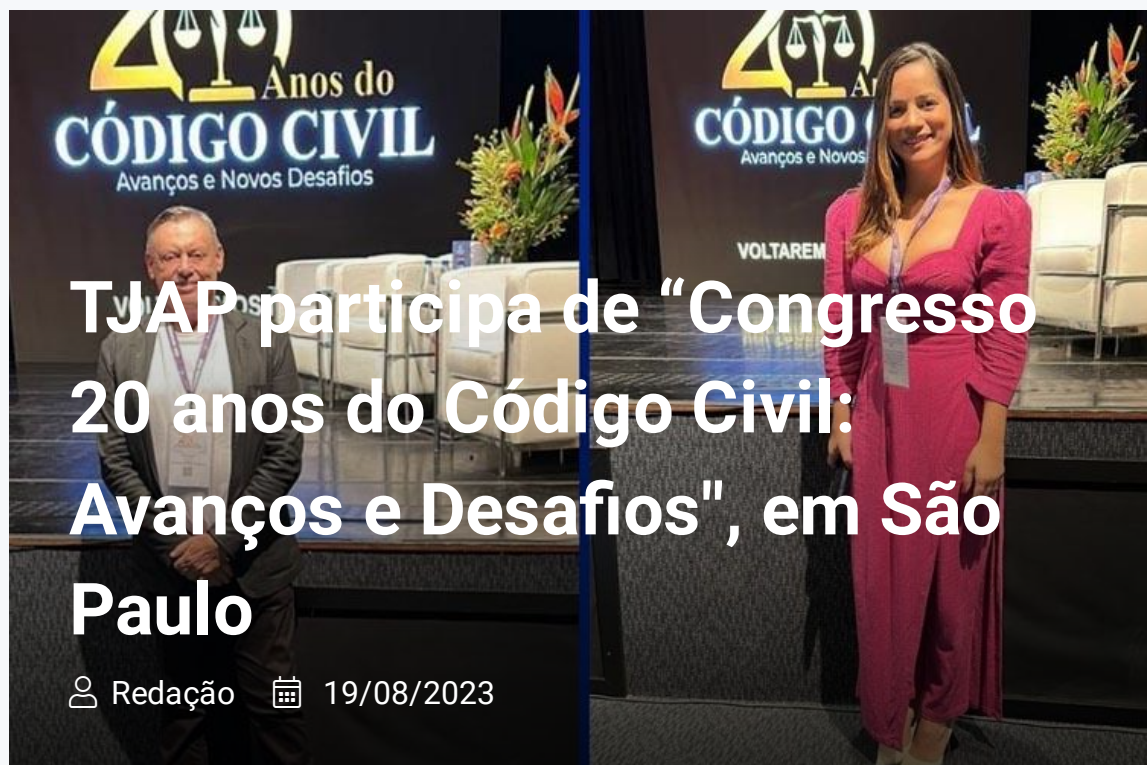 20 Anos do
CÓDIGO CIVIL
Avanços e Novos Desafios
CÓDIGO
Avanços e Novos
VOLTAREM
TJAP participa de “Congresso
20 anos do Código Civil:
Avanços e Desafios", em São
Paulo
Redação 19/08/2023